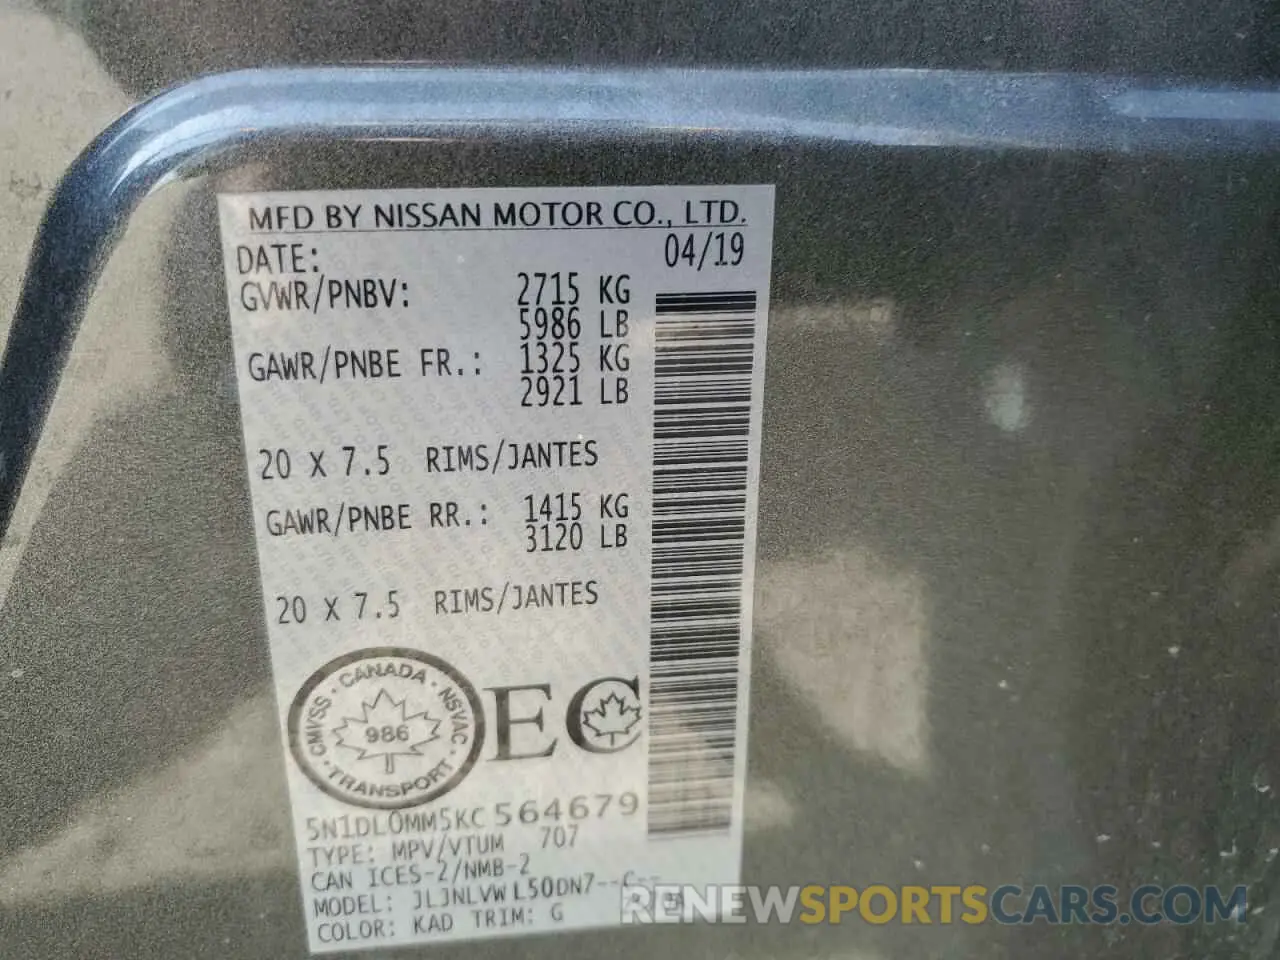 MFD BY NISSAN MOTOR CO., LTD.
DATE: 04/19
GVWR/PNBV: 2715 KG
5986 LB
GAWR/PNBE FR.: 1325 KG
2921 LB
20 X 7.5 RIMS/JANTES
GAWR/PNBE RR.: 1415 KG
3120 LB
20 X 7.5 RIMS/JANTES
CANADA · NSVAC · TRANSPORT · CMVSS ·
986
EC
5N1DL0MM5KC564679
TYPE: MPV/VTUM 707
CAN ICES-2/NMB-2
MODEL: JLJNLVW L50DN7--C--
COLOR: KAD TRIM: G
RENEWSPORTSCARS.COM